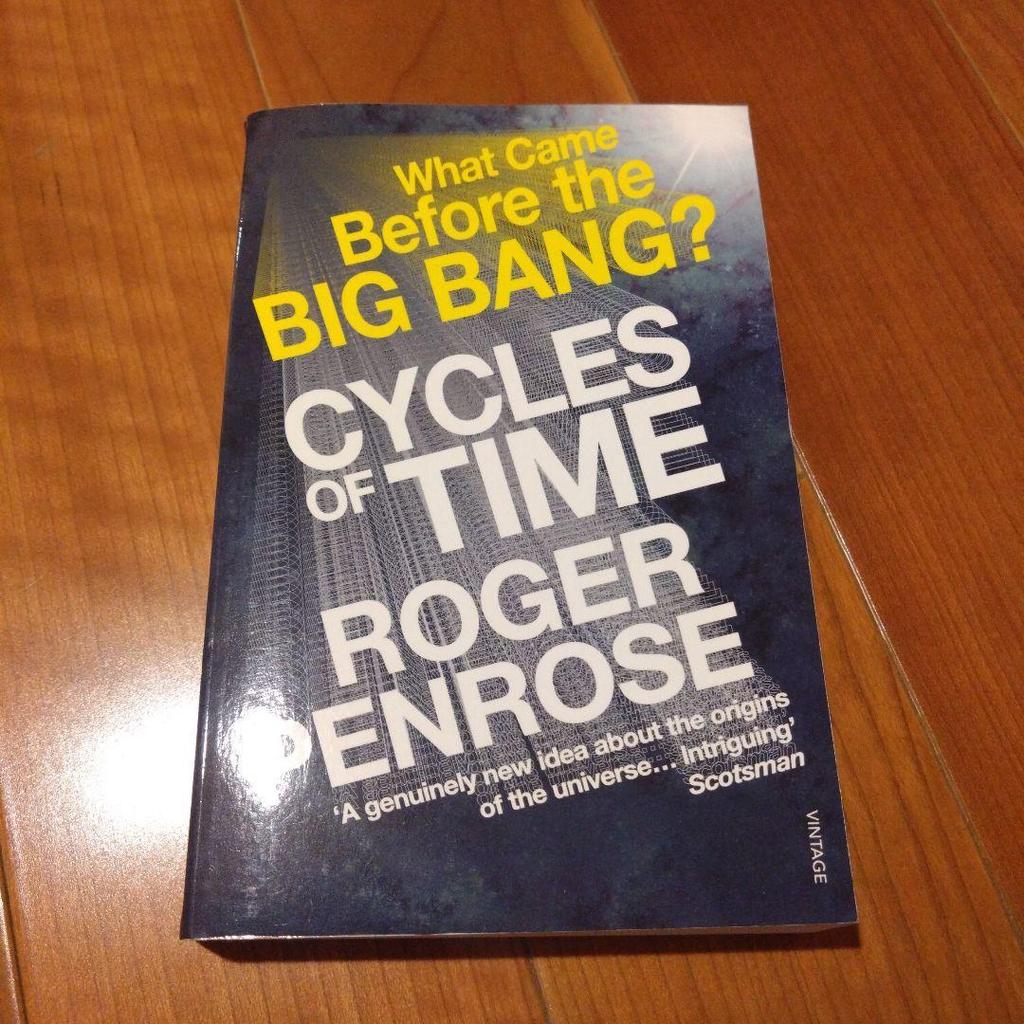 What Came
Before the
BIG BANG?
CYCLES
OF TIME
ROGER
PENROSE
‘A genuinely new idea about the origins
of the universe... Intriguing’
Scotsman
VINTAGE